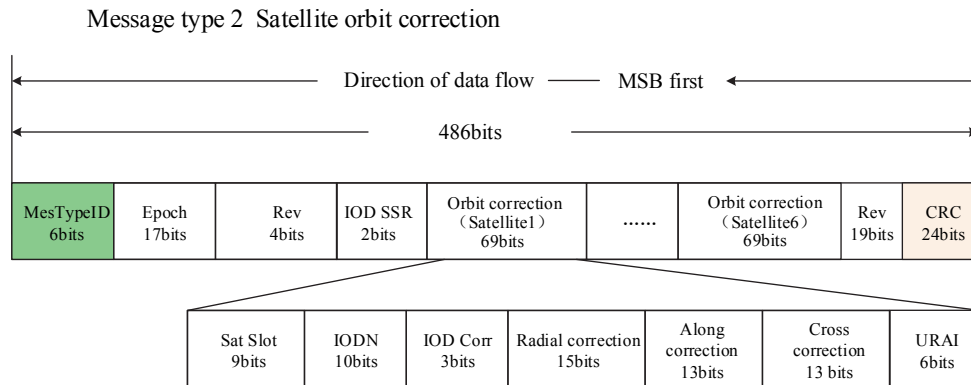 Message type 2 Satellite orbit correction
Direction of data flow MSB first
486bits
MesTypeID
6bits
Epoch
17bits
Rev
4bits
IOD SSR
2bits
Orbit correction
（Satellite1）
69bits
......
Orbit correction
（Satellite6）
69bits
Rev
19bits
CRC
24bits
Sat Slot
9bits
IODN
10bits
IOD Corr
3bits
Radial correction
15bits
Along
correction
13bits
Cross
correction
13 bits
URAI
6bits